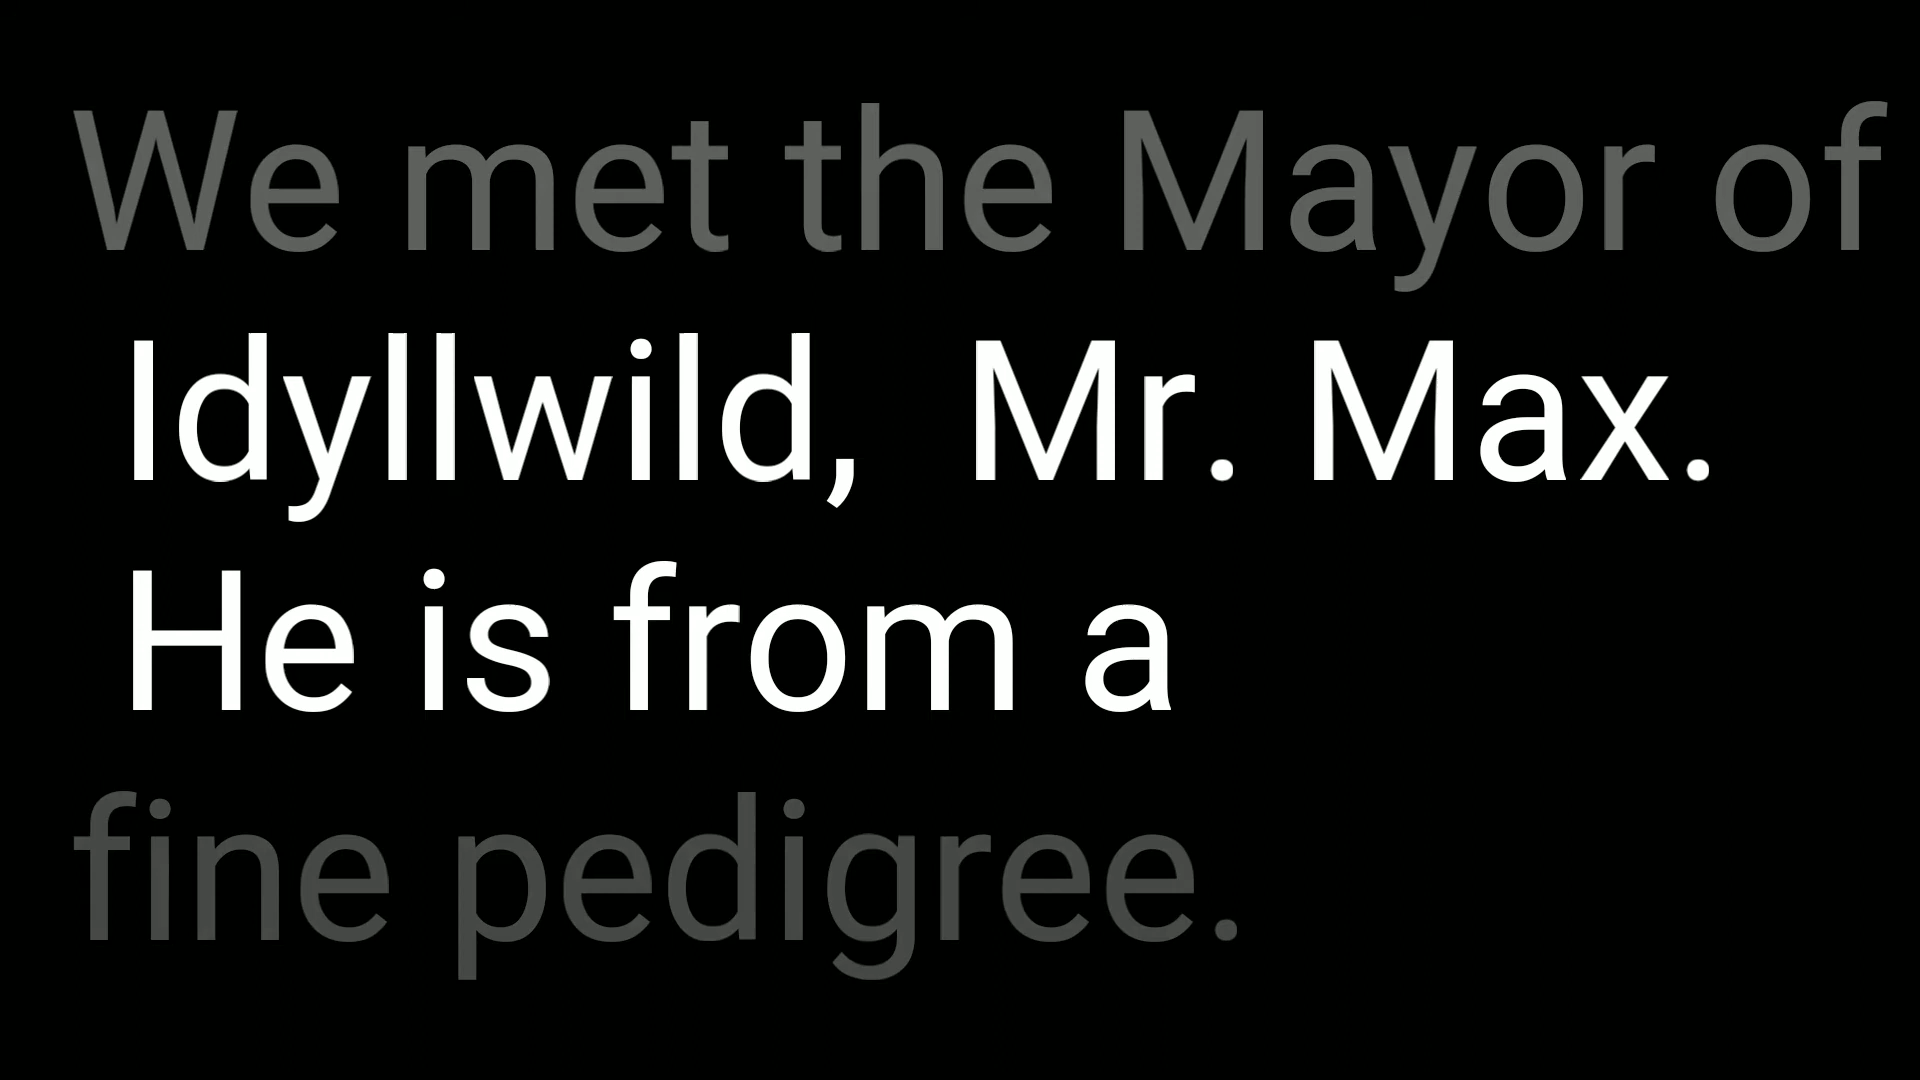 We met the Mayor of
Idyllwild,  Mr. Max.
He is from a
fine pedigree.